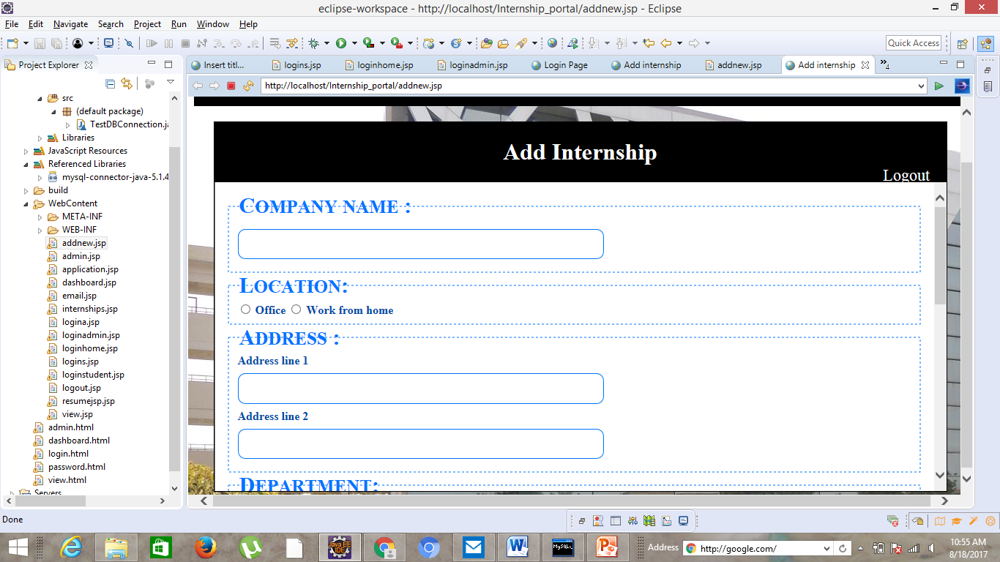 eclipse-workspace - http://localhost/Internship_portal/addnew.jsp - Eclipse
File Edit Navigate Search Project Run Window Help
Quick Access
Project Explorer
Insert titl...
logins.jsp
loginhome.jsp
loginadmin.jsp
Login Page
Add internship
addnew.jsp
Add internship
4
http://localhost/Internship_portal/addnew.jsp
src
(default package)
TestDBConnection.ja
Libraries
JavaScript Resources
Referenced Libraries
mysql-connector-java-5.1.4
build
WebContent
META-INF
WEB-INF
addnew.jsp
admin.jsp
application.jsp
dashboard.jsp
email.jsp
internships.jsp
logina.jsp
loginadmin.jsp
loginhome.jsp
logins.jsp
loginstudent.jsp
logout.jsp
resumejsp.jsp
view.jsp
admin.html
dashboard.html
login.html
password.html
view.html
Servers
Add Internship
Logout
COMPANY NAME :
LOCATION:
Office Work from home
ADDRESS :
Address line 1
Address line 2
DEPARTMENT:
Done
Java EE
IDE
MySQL
Address http://google.com/
10:55 AM
8/18/2017